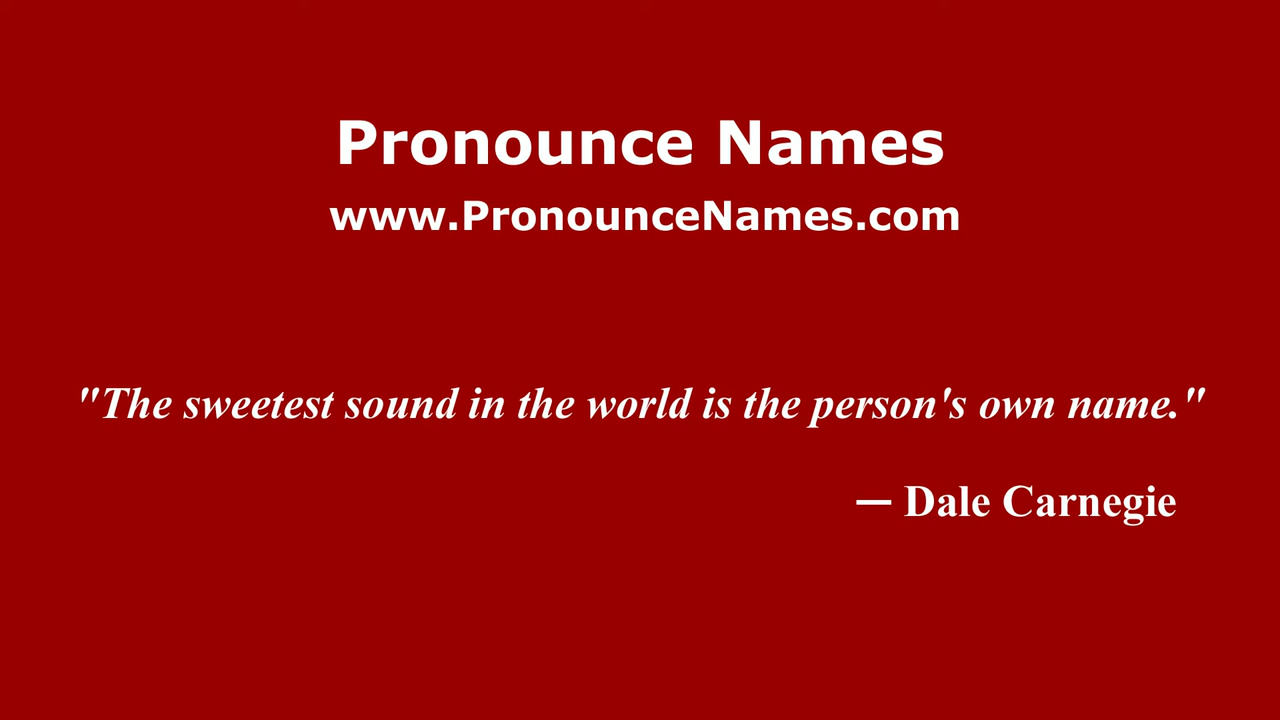 Pronounce Names
www.PronounceNames.com
"The sweetest sound in the world is the person's own name."
— Dale Carnegie